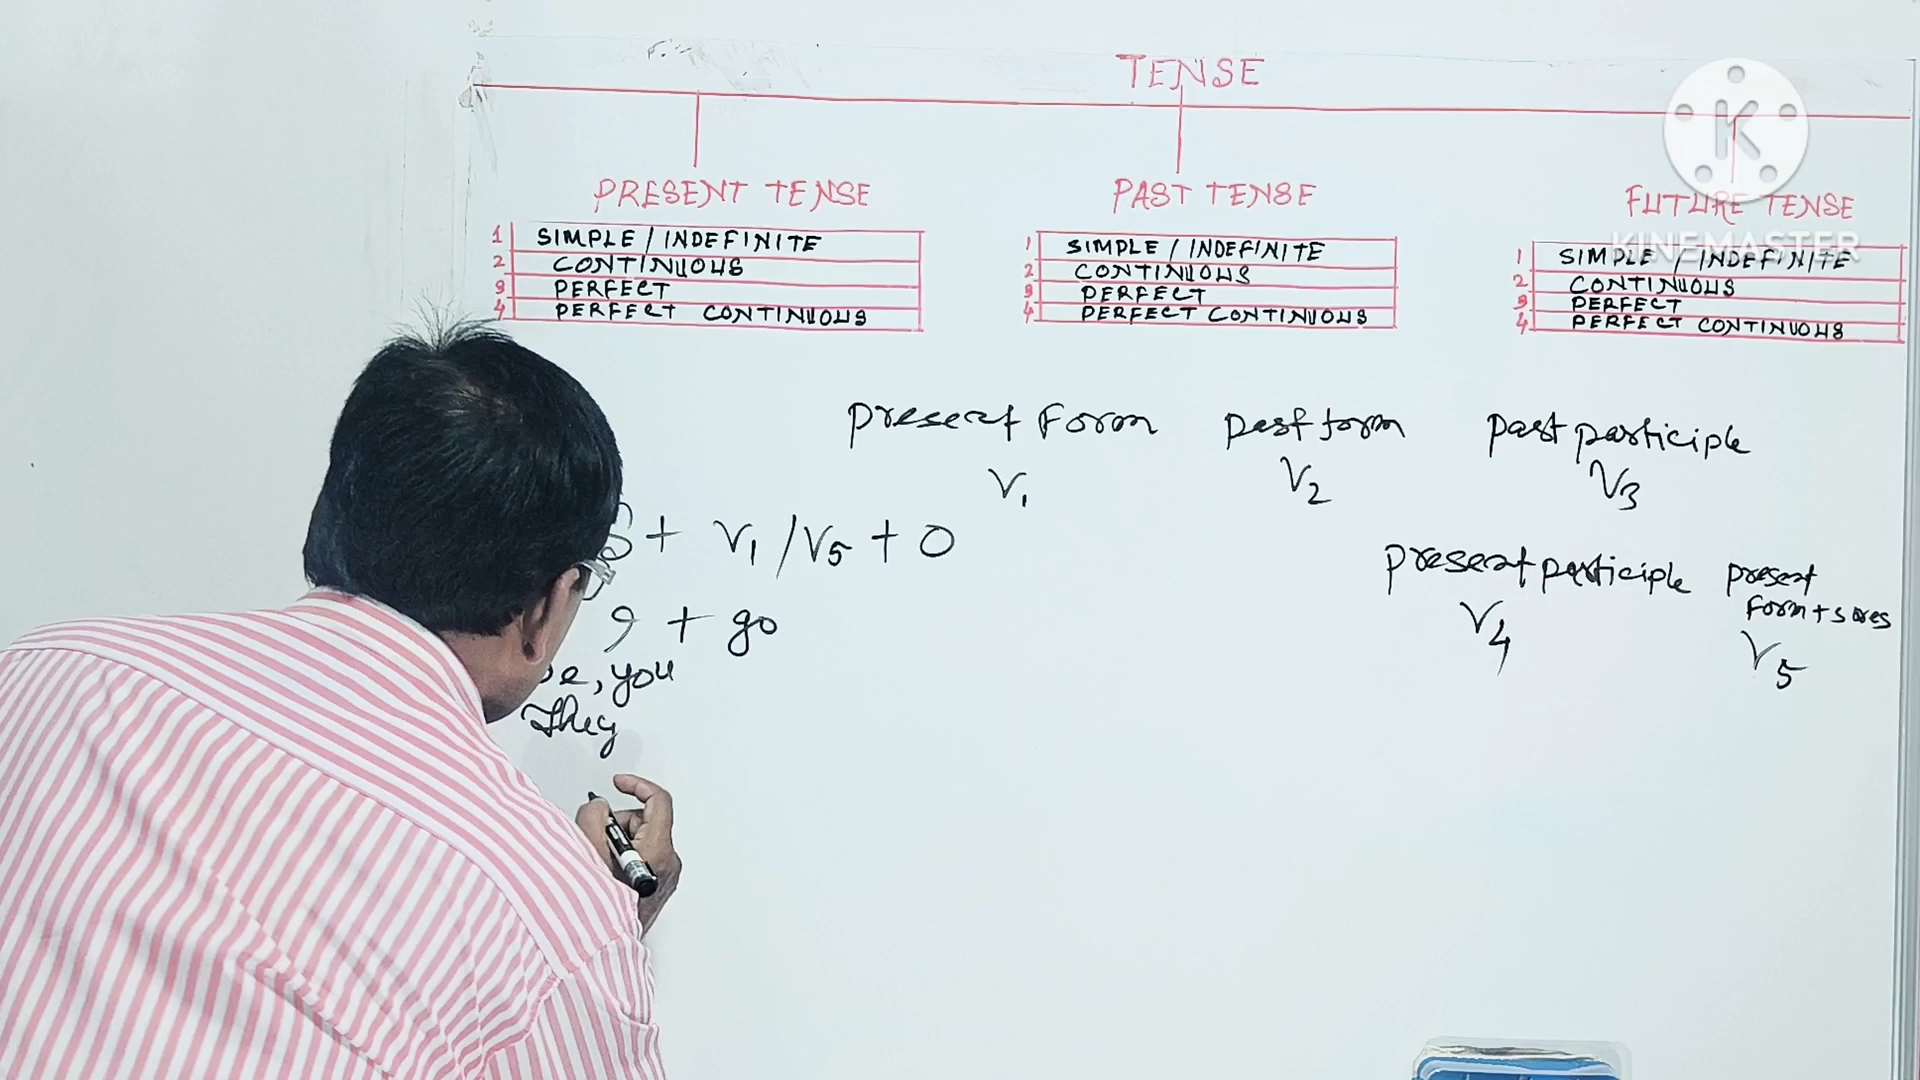 TENSE
PRESENT TENSE
1 SIMPLE / INDEFINITE
2 CONTINUOUS
3 PERFECT
4 PERFECT CONTINUOUS
PAST TENSE
1 SIMPLE / INDEFINITE
2 CONTINUOUS
3 PERFECT
4 PERFECT CONTINUOUS
FUTURE TENSE
1 SIMPLE / INDEFINITE
2 CONTINUOUS
3 PERFECT
4 PERFECT CONTINUOUS
K
KINEMASTER
present Form
V1
past form
V2
past participle
V3
present participle
V4
present
form + s or es
V5
S + V1 / V5 + O
I + go
you
They